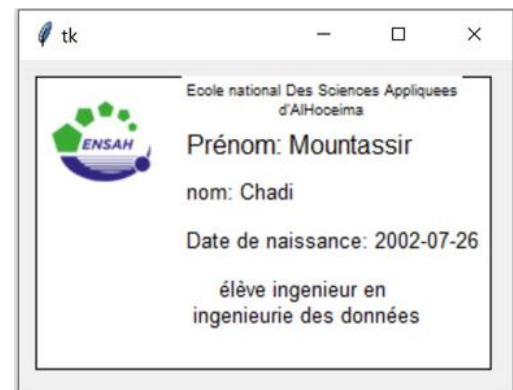 tk
Ecole national Des Sciences Appliquees
d'AlHoceima
ENSAH
Prénom: Mountassir
nom: Chadi
Date de naissance: 2002-07-26
élève ingenieur en
ingenieurie des données